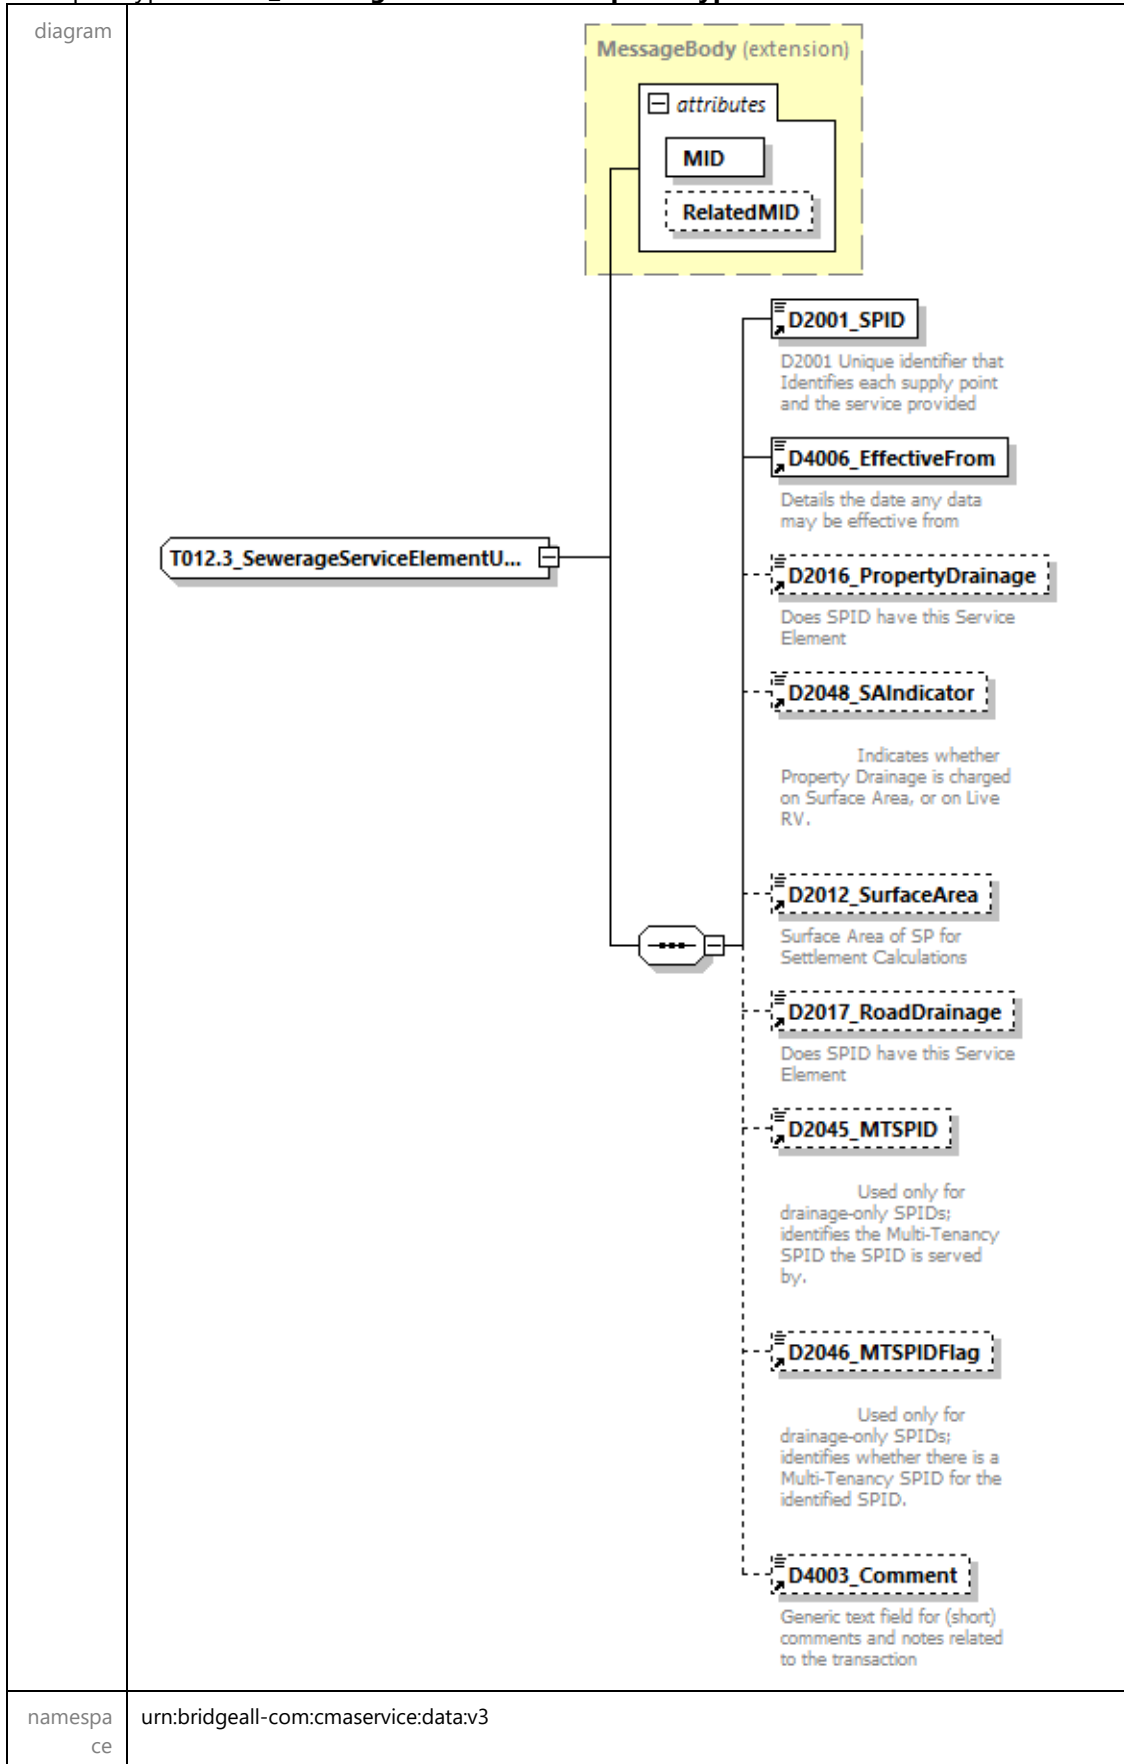 diagram
MessageBody (extension)
attributes
MID
RelatedMID
D2001_SPID
D2001 Unique identifier that
Identifies each supply point
and the service provided
D4006_EffectiveFrom
Details the date any data
may be effective from
T012.3_SewerageServiceElementU...
D2016_PropertyDrainage
Does SPID have this Service
Element
D2048_SAIndicator
Indicates whether
Property Drainage is charged
on Surface Area, or on Live
RV.
D2012_SurfaceArea
Surface Area of SP for
Settlement Calculations
D2017_RoadDrainage
Does SPID have this Service
Element
D2045_MTSPID
Used only for
drainage-only SPIDs;
identifies the Multi-Tenancy
SPID the SPID is served
by.
D2046_MTSPIDFlag
Used only for
drainage-only SPIDs;
identifies whether there is a
Multi-Tenancy SPID for the
identified SPID.
D4003_Comment
Generic text field for (short)
comments and notes related
to the transaction
namespa
ce
urn:bridgeall-com:cmaservice:data:v3